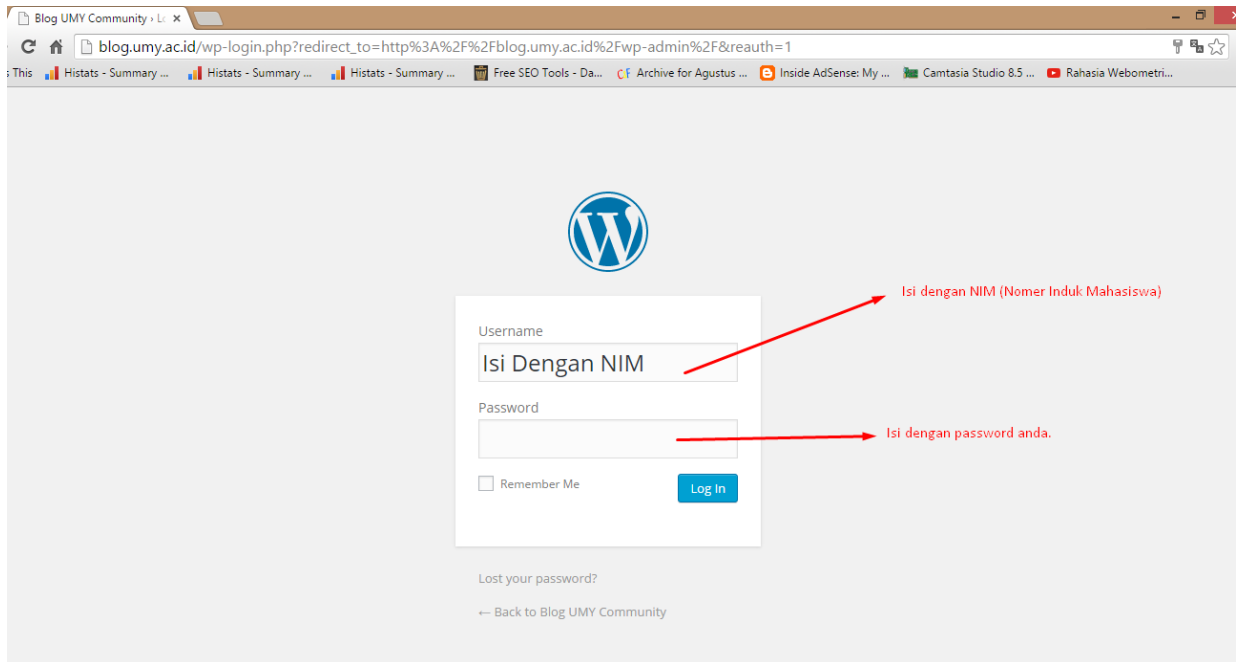 Blog UMY Community › Lo
blog.umy.ac.id/wp-login.php?redirect_to=http%3A%2F%2Fblog.umy.ac.id%2Fwp-admin%2F&reauth=1
This Histats - Summary ... Histats - Summary ... Histats - Summary ... Free SEO Tools - Da... CF Archive for Agustus ... Inside AdSense: My ... Camtasia Studio 8.5 ... Rahasia Webometri...
Isi dengan NIM (Nomer Induk Mahasiswa)
Username
Isi Dengan NIM
Password
Isi dengan password anda.
Remember Me
Log In
Lost your password?
← Back to Blog UMY Community